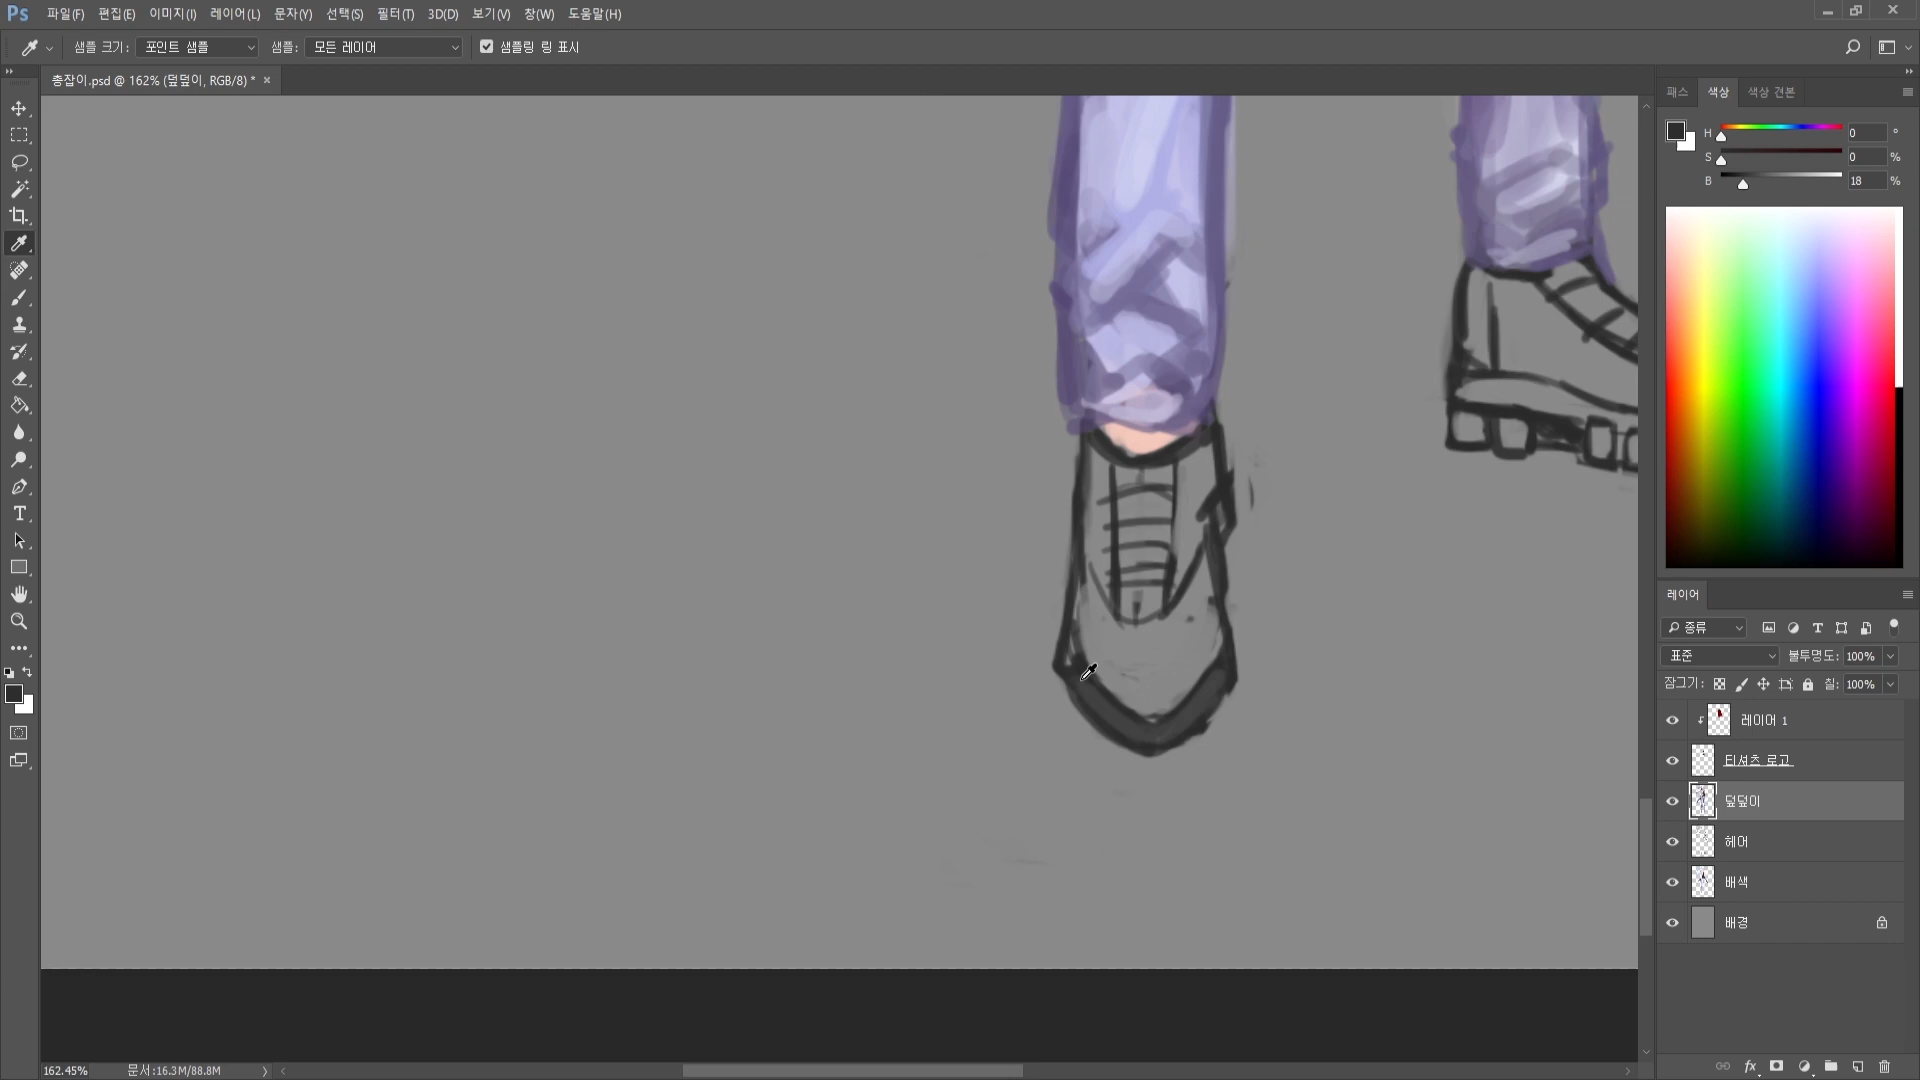 Ps 파일(F) 편집(E) 이미지(I) 레이어(L) 문자(Y) 선택(S) 필터(T) 3D(D) 보기(V) 창(W) 도움말(H)
샘플 크기: 포인트 샘플 샘플: 모든 레이어 샘플링 링 표시
총잡이.psd @ 162% (덮덮이, RGB/8) *
패스 색상 색상 견본
H 0 °
S 0 %
B 18 %
레이어
종류
표준 불투명도: 100%
잠그기: 칠: 100%
레이어 1
티셔츠 로고
덮덮이
헤어
배색
배경
fx
162.45% 문서:16.3M/88.8M